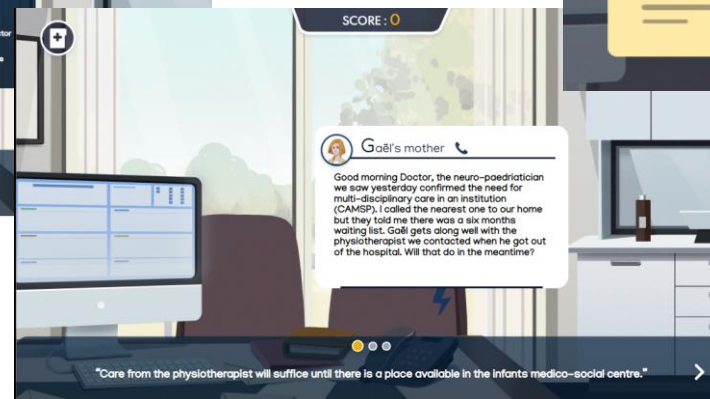 SCORE : 0
Gaël's mother
Good morning Doctor, the neuro-paedriatician
we saw yesterday confirmed the need for
multi-disciplinary care in an institution
(CAMSP). I called the nearest one to our home
but they told me there was a six months
waiting list. Gaël gets along well with the
physiotherapist we contacted when he got out
of the hospital. Will that do in the meantime?
"Care from the physiotherapist will suffice until there is a place available in the infants medico-social centre."